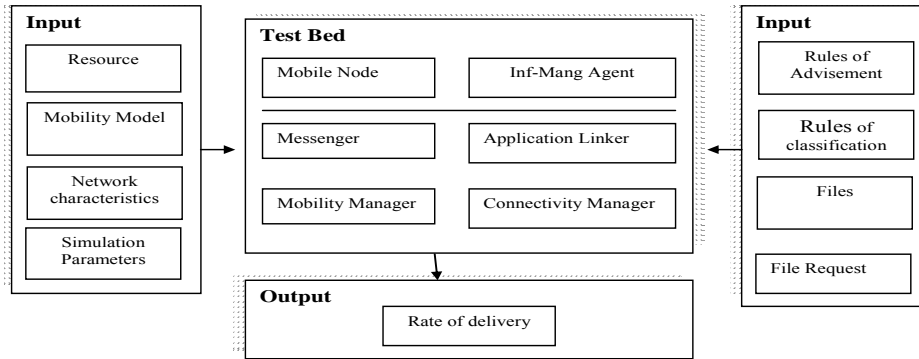 Input
Resource
Mobility Model
Network
characteristics
Simulation
Parameters
Test Bed
Mobile Node
Inf-Mang Agent
Messenger
Application Linker
Mobility Manager
Connectivity Manager
Output
Rate of delivery
Input
Rules of
Advisement
Rules of
classification
Files
File Request